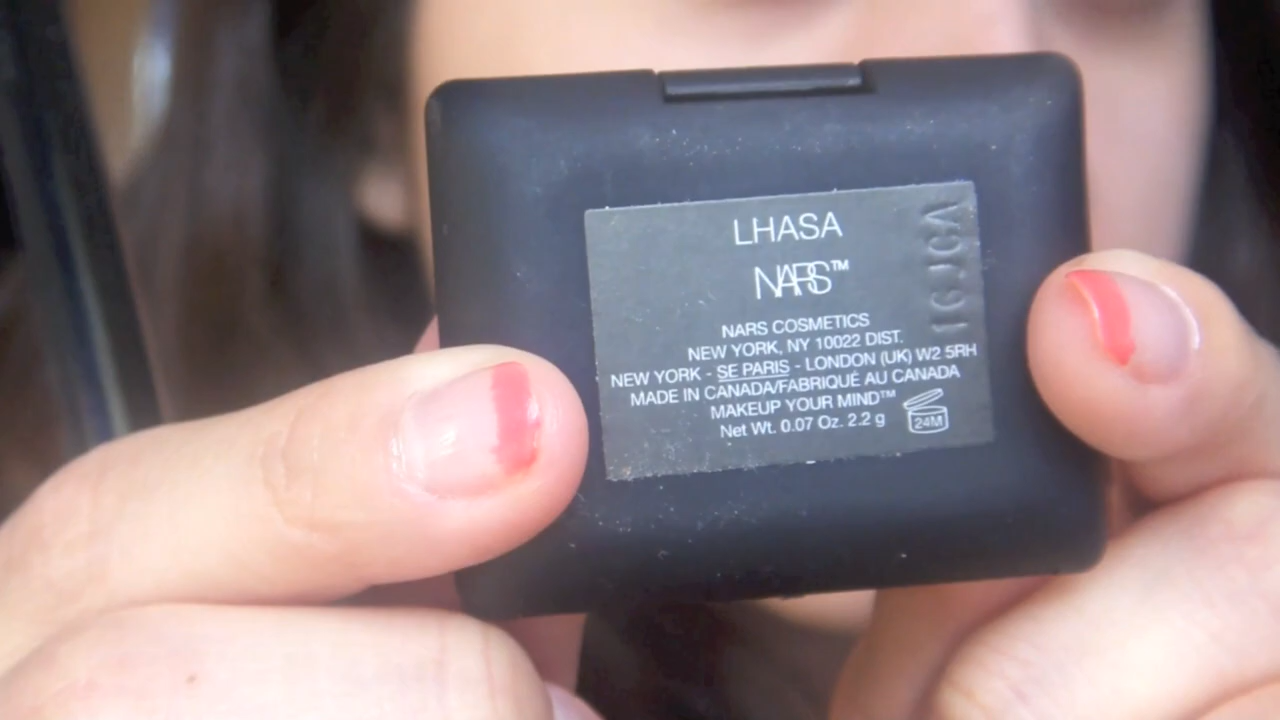 LHASA
NARS™
NARS COSMETICS
NEW YORK, NY 10022 DIST.
NEW YORK - SE PARIS - LONDON (UK) W2 5RH
MADE IN CANADA/FABRIQUÉ AU CANADA
MAKEUP YOUR MIND™
Net Wt. 0.07 Oz. 2.2 g
24M